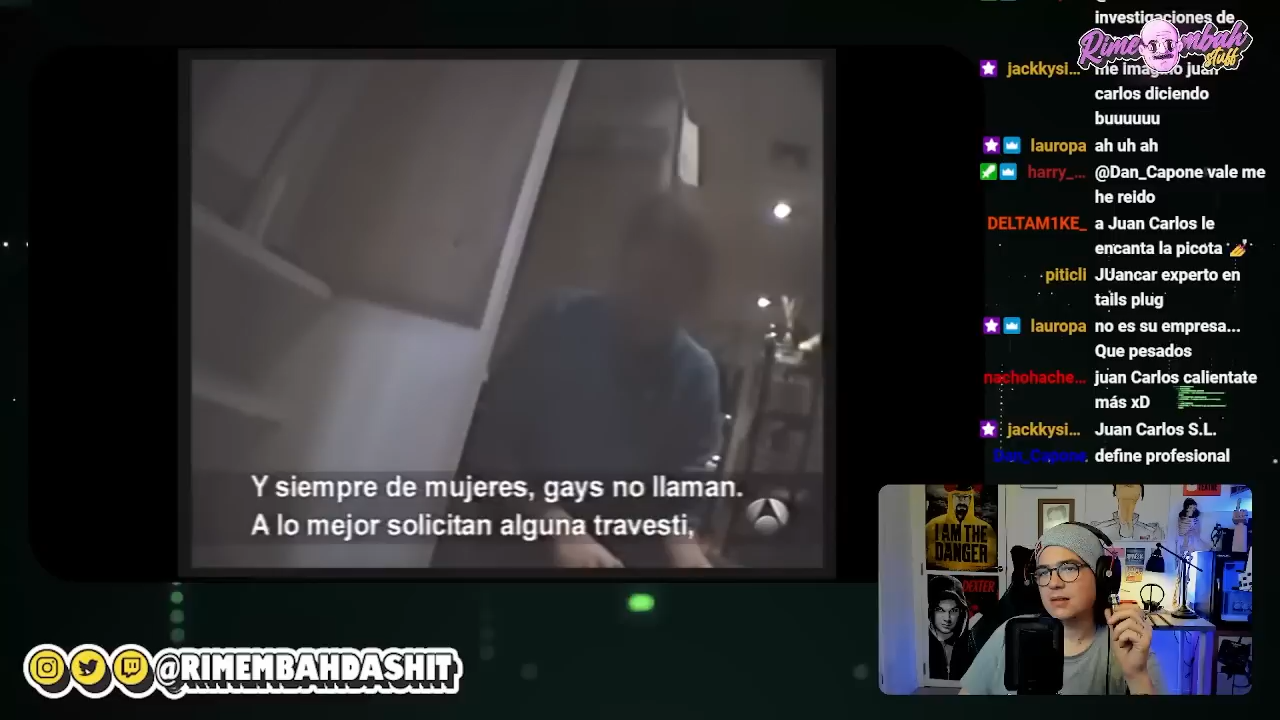 investigaciones de
Rimembah
stuff
jackkysi... me imagino juan
carlos diciendo
buuuuuu
lauropa ah uh ah
harry_... @Dan_Capone vale me
he reido
DELTAM1KE_ a Juan Carlos le
encanta la picota 💅
piticli JUancar experto en
tails plug
lauropa no es su empresa...
Que pesados
nachohache... juan Carlos calientate
más xD
jackkysi... Juan Carlos S.L.
Dan_Capone define profesional
Y siempre de mujeres, gays no llaman.
A lo mejor solicitan alguna travesti,
I AM THE
DANGER
DEXTER
@RIMEMBAHDASHIT